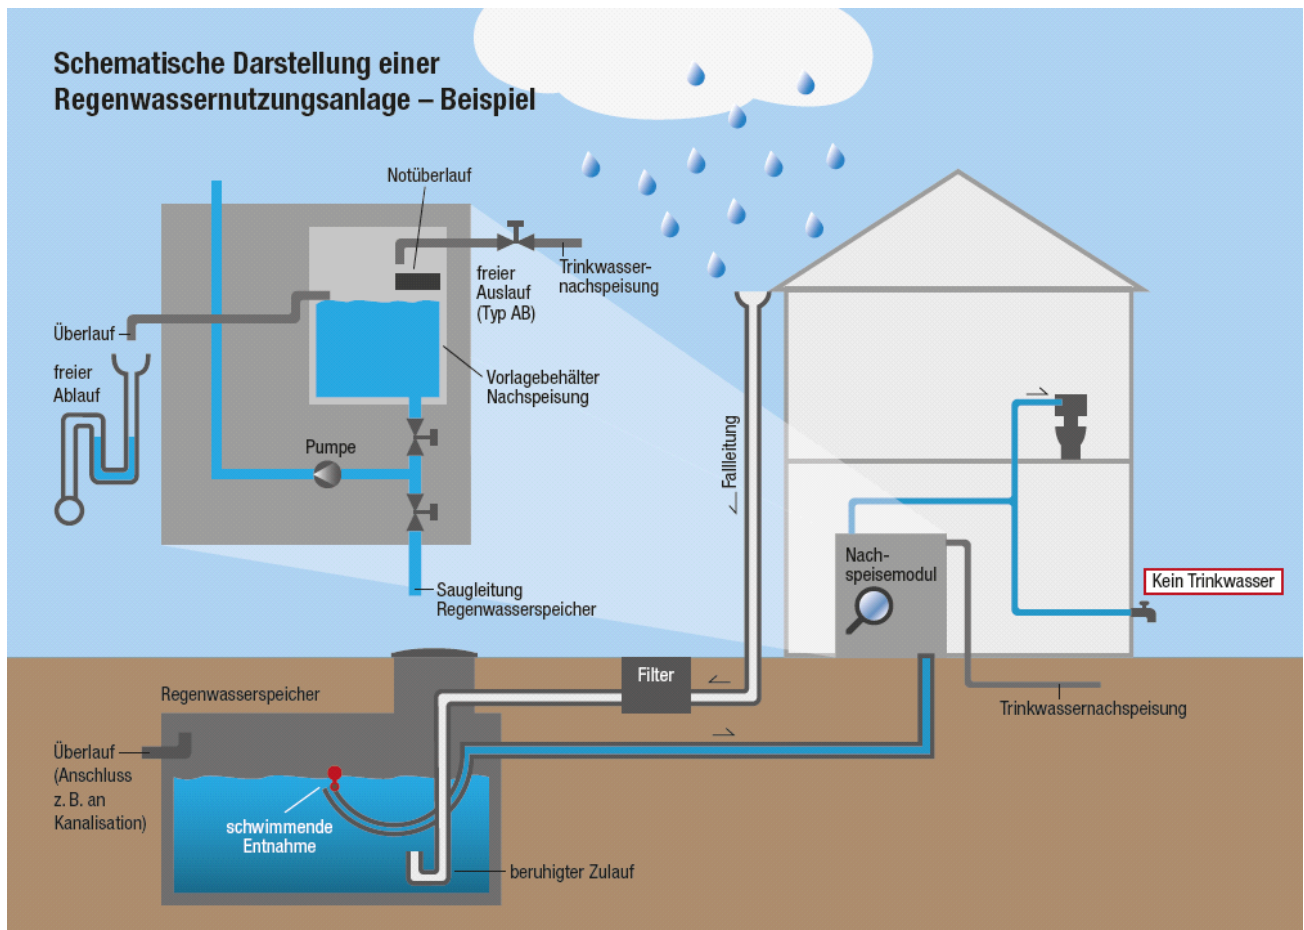 Schematische Darstellung einer
Regenwassernutzungsanlage – Beispiel
Notüberlauf
freier
Auslauf
(Typ AB)
Trinkwasser-
nachspeisung
Überlauf
freier
Ablauf
Vorlagebehälter
Nachspeisung
Pumpe
Saugleitung
Regenwasserspeicher
Fallleitung
Nach-
speisemodul
Kein Trinkwasser
Filter
Trinkwassernachspeisung
Regenwasserspeicher
Überlauf
(Anschluss
z. B. an
Kanalisation)
schwimmende
Entnahme
beruhigter Zulauf